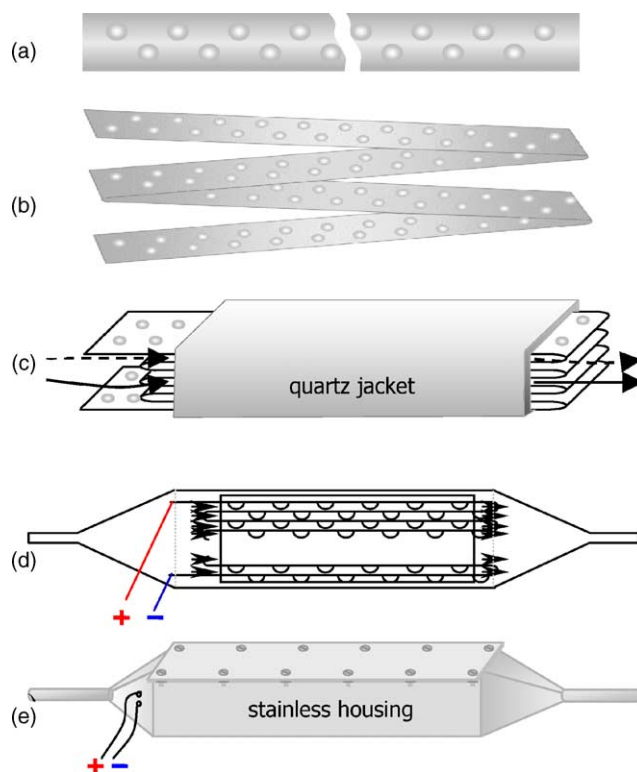 (a)
(b)
(c)
quartz jacket
(d)
+ −
(e)
stainless housing
+ −